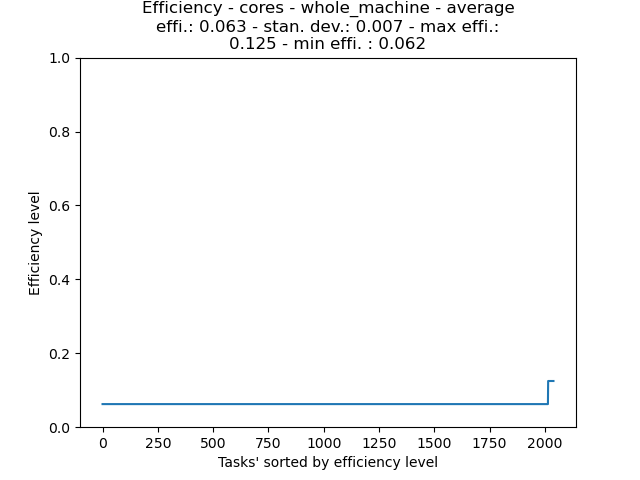 Efficiency - cores - whole_machine - average
effi.: 0.063 - stan. dev.: 0.007 - max effi.:
0.125 - min effi. : 0.062
1.0
0.8
0.6
0.4
0.2
0.0
Efficiency level
0 250 500 750 1000 1250 1500 1750 2000
Tasks' sorted by efficiency level